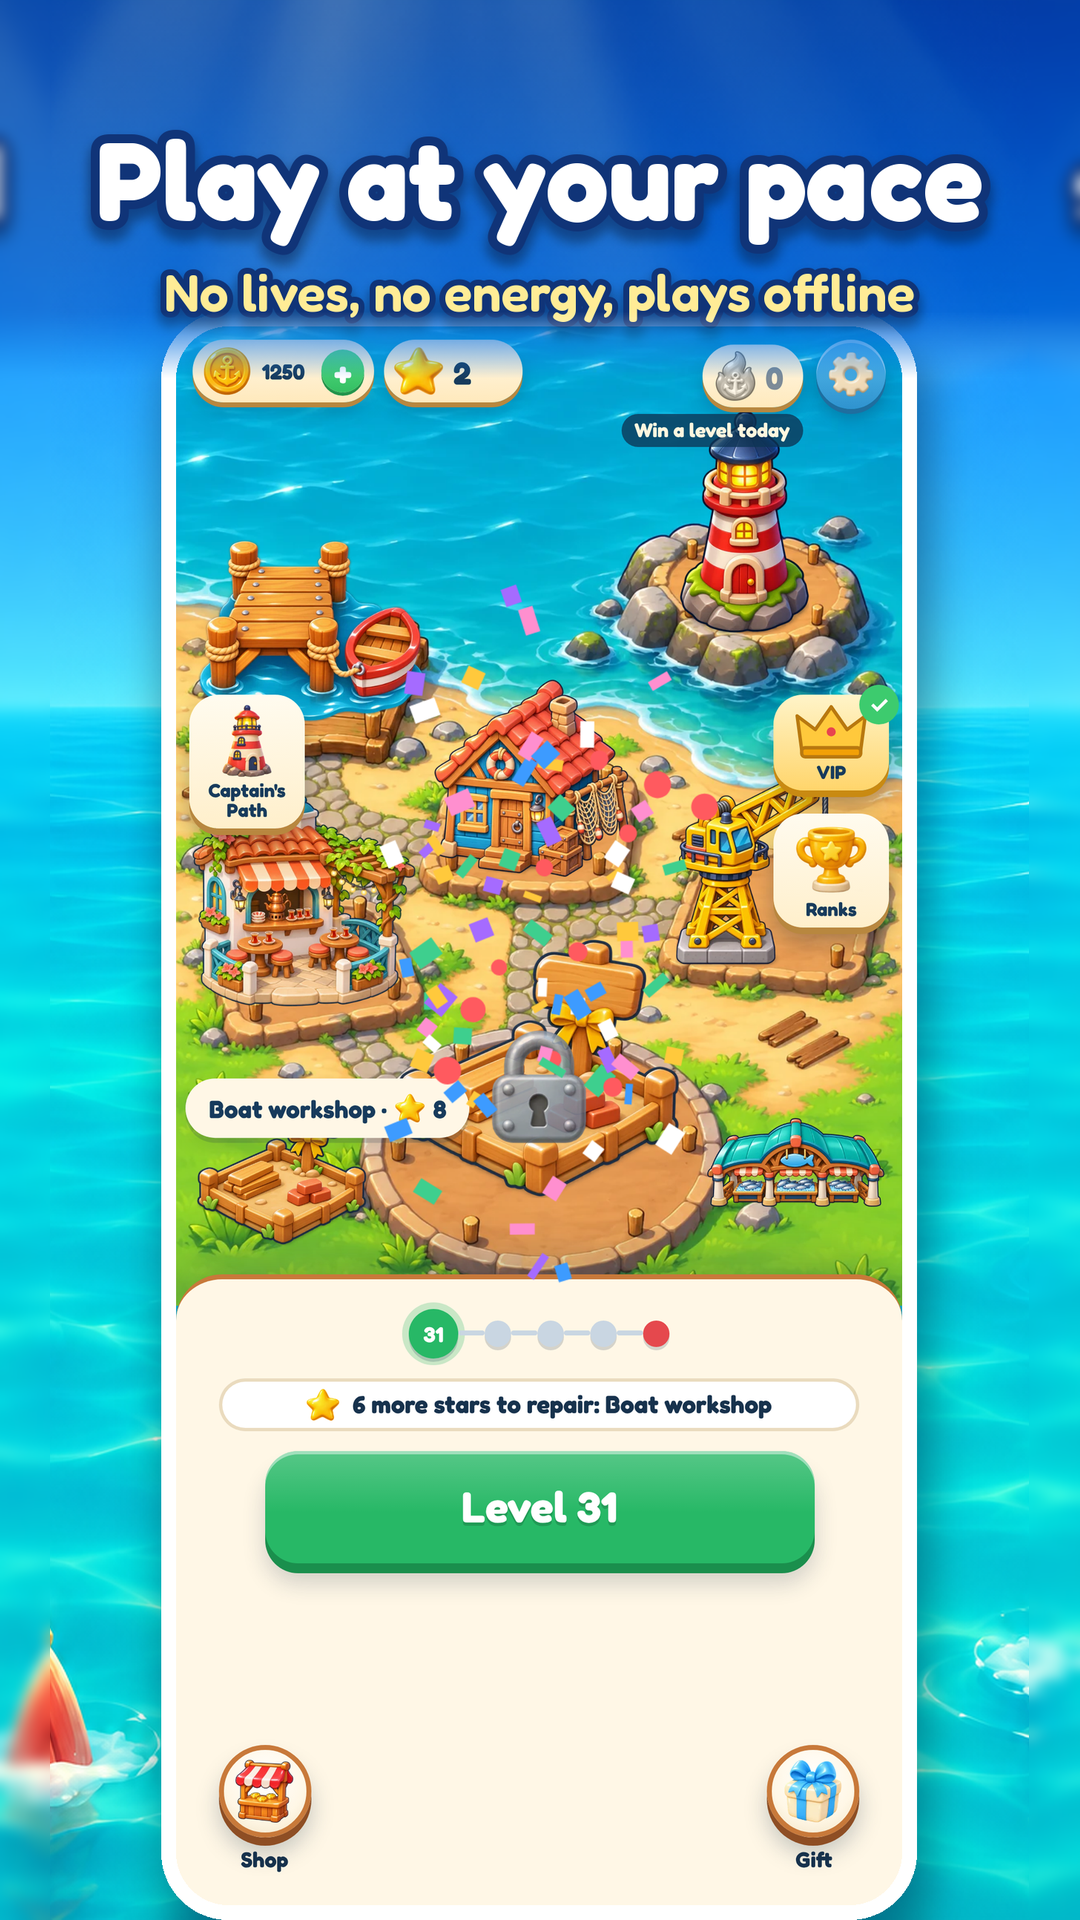 Play at your pace
No lives, no energy, plays offline
1250
2
0
Win a level today
Captain's
Path
VIP
Ranks
Boat workshop · 8
31
6 more stars to repair: Boat workshop
Level 31
Shop
Gift